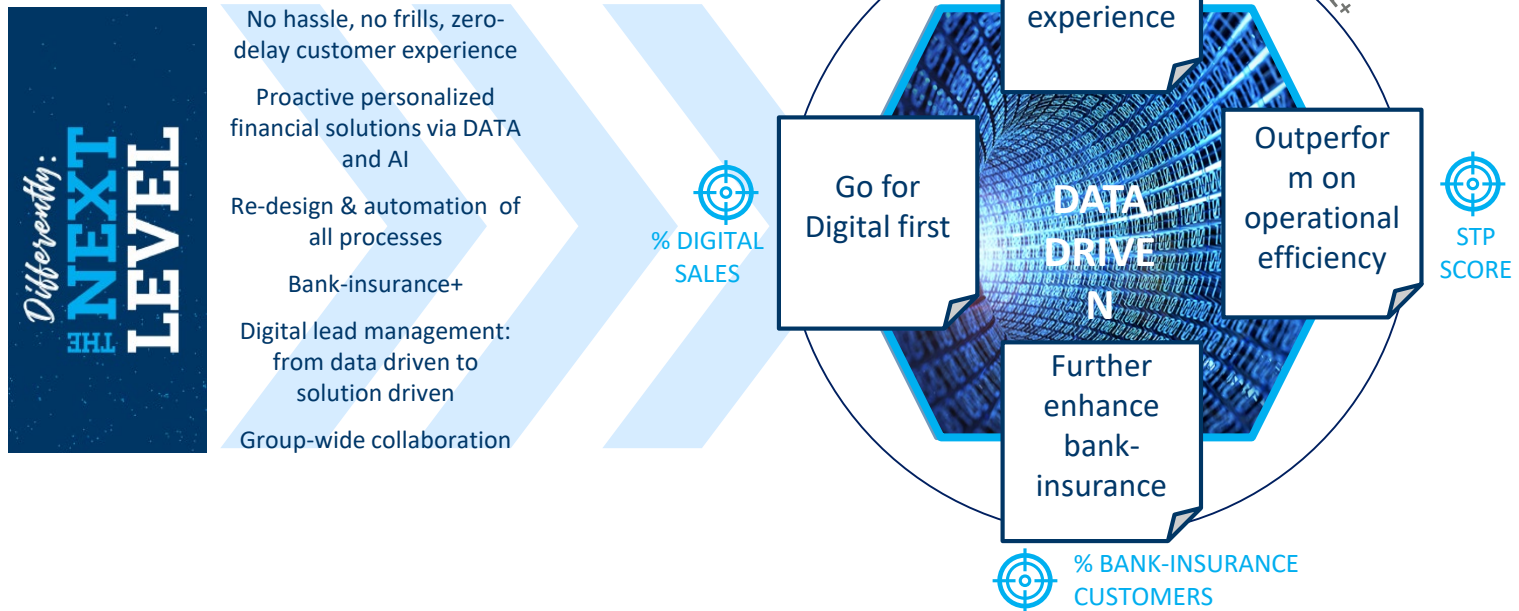 Differently:
THE NEXT
LEVEL
No hassle, no frills, zero-
delay customer experience
Proactive personalized
financial solutions via DATA
and AI
Re-design & automation of
all processes
Bank-insurance+
Digital lead management:
from data driven to
solution driven
Group-wide collaboration
experience
% DIGITAL
SALES
Go for
Digital first
DATA
DRIVE
N
Outperfor
m on
operational
efficiency
STP
SCORE
Further
enhance
bank-
insurance
% BANK-INSURANCE
CUSTOMERS